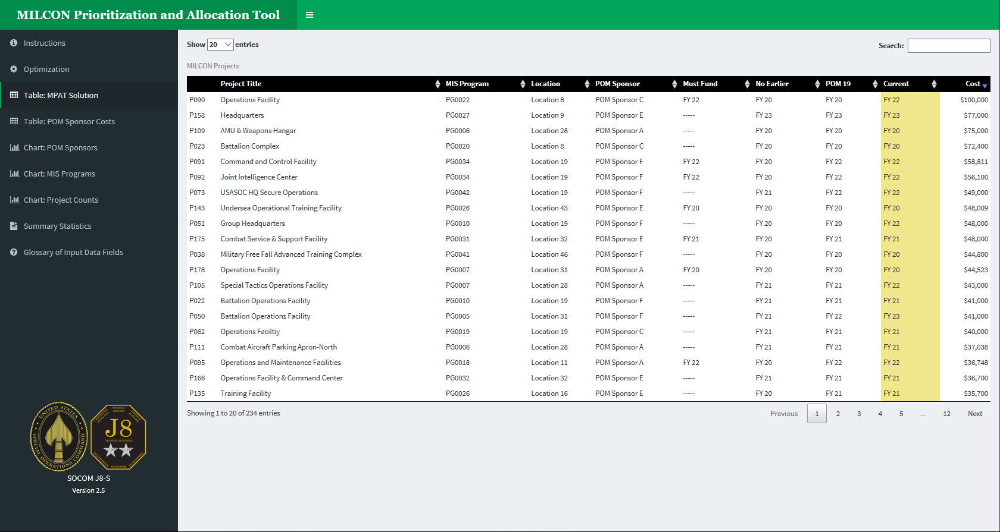 MILCON Prioritization and Allocation Tool
Instructions
Optimization
Table: MPAT Solution
Table: POM Sponsor Costs
Chart: POM Sponsors
Chart: MIS Programs
Chart: Project Counts
Summary Statistics
Glossary of Input Data Fields
UNITED STATES
SPECIAL OPERATIONS COMMAND
J8
SOCOM J8-S
Version 2.5
Show 20 entries
Search:
MILCON Projects
Project Title MIS Program Location POM Sponsor Must Fund No Earlier POM 19 Current Cost
P090 Operations Facility PG0022 Location 8 POM Sponsor C FY 22 FY 20 FY 20 FY 22 $100,000
P158 Headquarters PG0027 Location 9 POM Sponsor E ----- FY 23 FY 23 FY 23 $77,000
P109 AMU & Weapons Hangar PG0006 Location 28 POM Sponsor A ----- FY 20 FY 20 FY 20 $75,000
P023 Battalion Complex PG0020 Location 8 POM Sponsor C ----- FY 20 FY 20 FY 20 $72,400
P091 Command and Control Facility PG0034 Location 19 POM Sponsor F FY 22 FY 20 FY 22 FY 22 $58,811
P092 Joint Intelligence Center PG0034 Location 19 POM Sponsor F FY 22 FY 20 FY 22 FY 22 $56,100
P073 USASOC HQ Secure Operations PG0042 Location 19 POM Sponsor F ----- FY 21 FY 22 FY 22 $49,000
P143 Undersea Operational Training Facility PG0026 Location 43 POM Sponsor E FY 20 FY 20 FY 20 FY 20 $48,009
P051 Group Headquarters PG0010 Location 19 POM Sponsor F ----- FY 20 FY 20 FY 22 $48,000
P175 Combat Service & Support Facility PG0031 Location 32 POM Sponsor E FY 21 FY 20 FY 21 FY 21 $48,000
P038 Military Free Fall Advanced Training Complex PG0041 Location 46 POM Sponsor F ----- FY 20 FY 20 FY 20 $44,800
P178 Operations Facility PG0007 Location 31 POM Sponsor A FY 20 FY 20 FY 20 FY 20 $44,523
P105 Special Tactics Operations Facility PG0007 Location 28 POM Sponsor A ----- FY 21 FY 21 FY 22 $43,000
P022 Battalion Operations Facility PG0010 Location 19 POM Sponsor F ----- FY 21 FY 21 FY 21 $41,000
P050 Battalion Operations Facility PG0005 Location 31 POM Sponsor F ----- FY 21 FY 22 FY 23 $41,000
P062 Operations Faciltiy PG0019 Location 19 POM Sponsor C ----- FY 21 FY 21 FY 21 $40,000
P111 Combat Aircraft Parking Apron-North PG0006 Location 28 POM Sponsor A ----- FY 21 FY 21 FY 21 $37,038
P095 Operations and Maintenance Facilities PG0018 Location 11 POM Sponsor A FY 22 FY 20 FY 22 FY 22 $36,748
P166 Operations Facility & Command Center PG0032 Location 32 POM Sponsor E ----- FY 21 FY 21 FY 21 $36,700
P135 Training Facility PG0026 Location 16 POM Sponsor E ----- FY 20 FY 21 FY 21 $35,700
Showing 1 to 20 of 234 entries
Previous 1 2 3 4 5 ... 12 Next